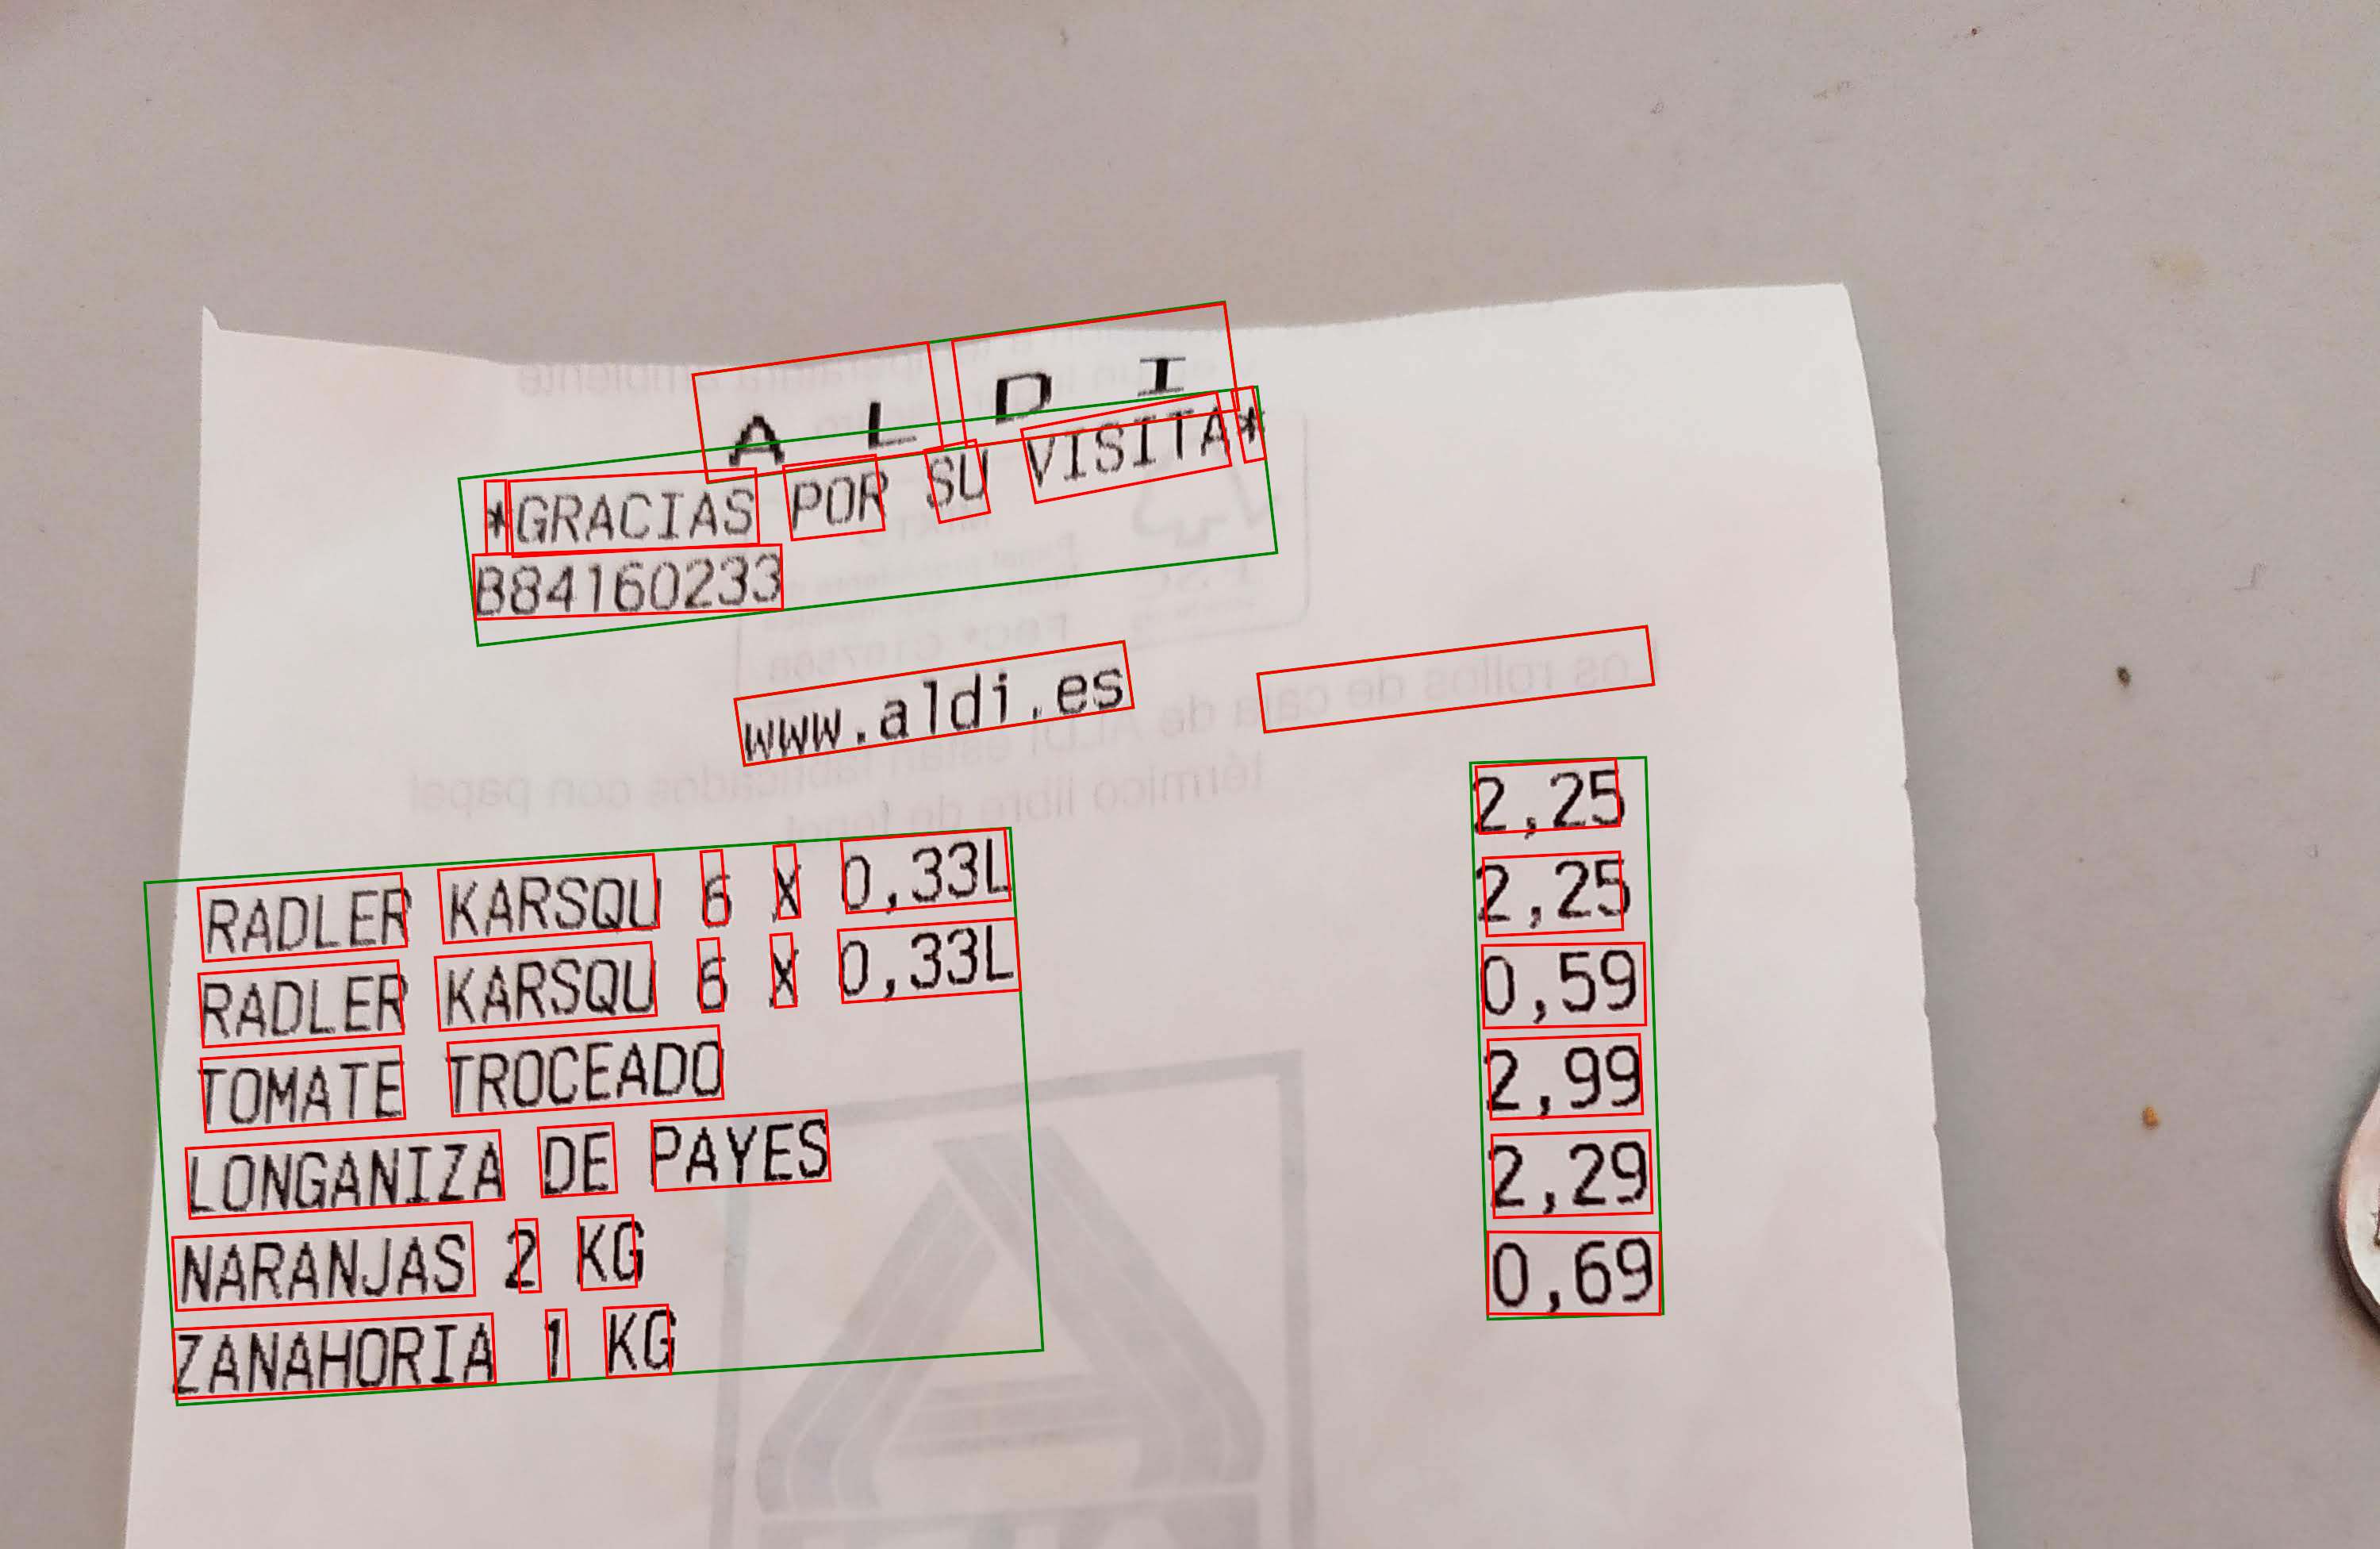 A L D I
*GRACIAS POR SU VISITA*
B84160233
www.aldi.es
RADLER KARSQU 6 X 0,33L 2,25
RADLER KARSQU 6 X 0,33L 2,25
TOMATE TROCEADO 0,59
LONGANIZA DE PAYES 2,99
NARANJAS 2 KG 2,29
ZANAHORIA 1 KG 0,69